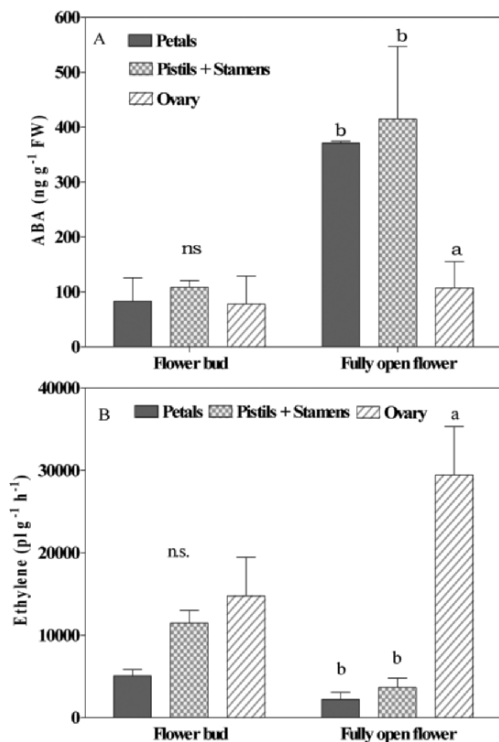 A
Petals
Pistils + Stamens
Ovary
ABA (ng g⁻¹ FW)
600
500
400
300
200
100
0
ns
b
b
a
Flower bud
Fully open flower
B
Petals Pistils + Stamens Ovary
Ethylene (pl g⁻¹ h⁻¹)
40000
30000
20000
10000
0
n.s.
b
b
a
Flower bud
Fully open flower